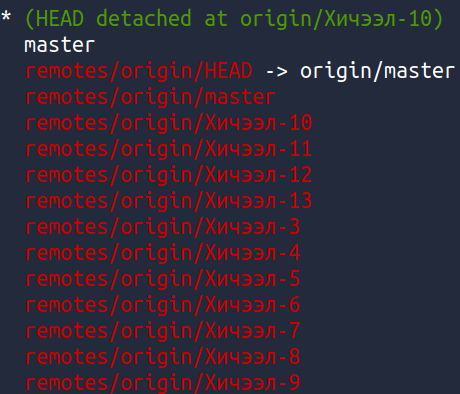 * (HEAD detached at origin/Хичээл-10)
master
remotes/origin/HEAD -> origin/master
remotes/origin/master
remotes/origin/Хичээл-10
remotes/origin/Хичээл-11
remotes/origin/Хичээл-12
remotes/origin/Хичээл-13
remotes/origin/Хичээл-3
remotes/origin/Хичээл-4
remotes/origin/Хичээл-5
remotes/origin/Хичээл-6
remotes/origin/Хичээл-7
remotes/origin/Хичээл-8
remotes/origin/Хичээл-9